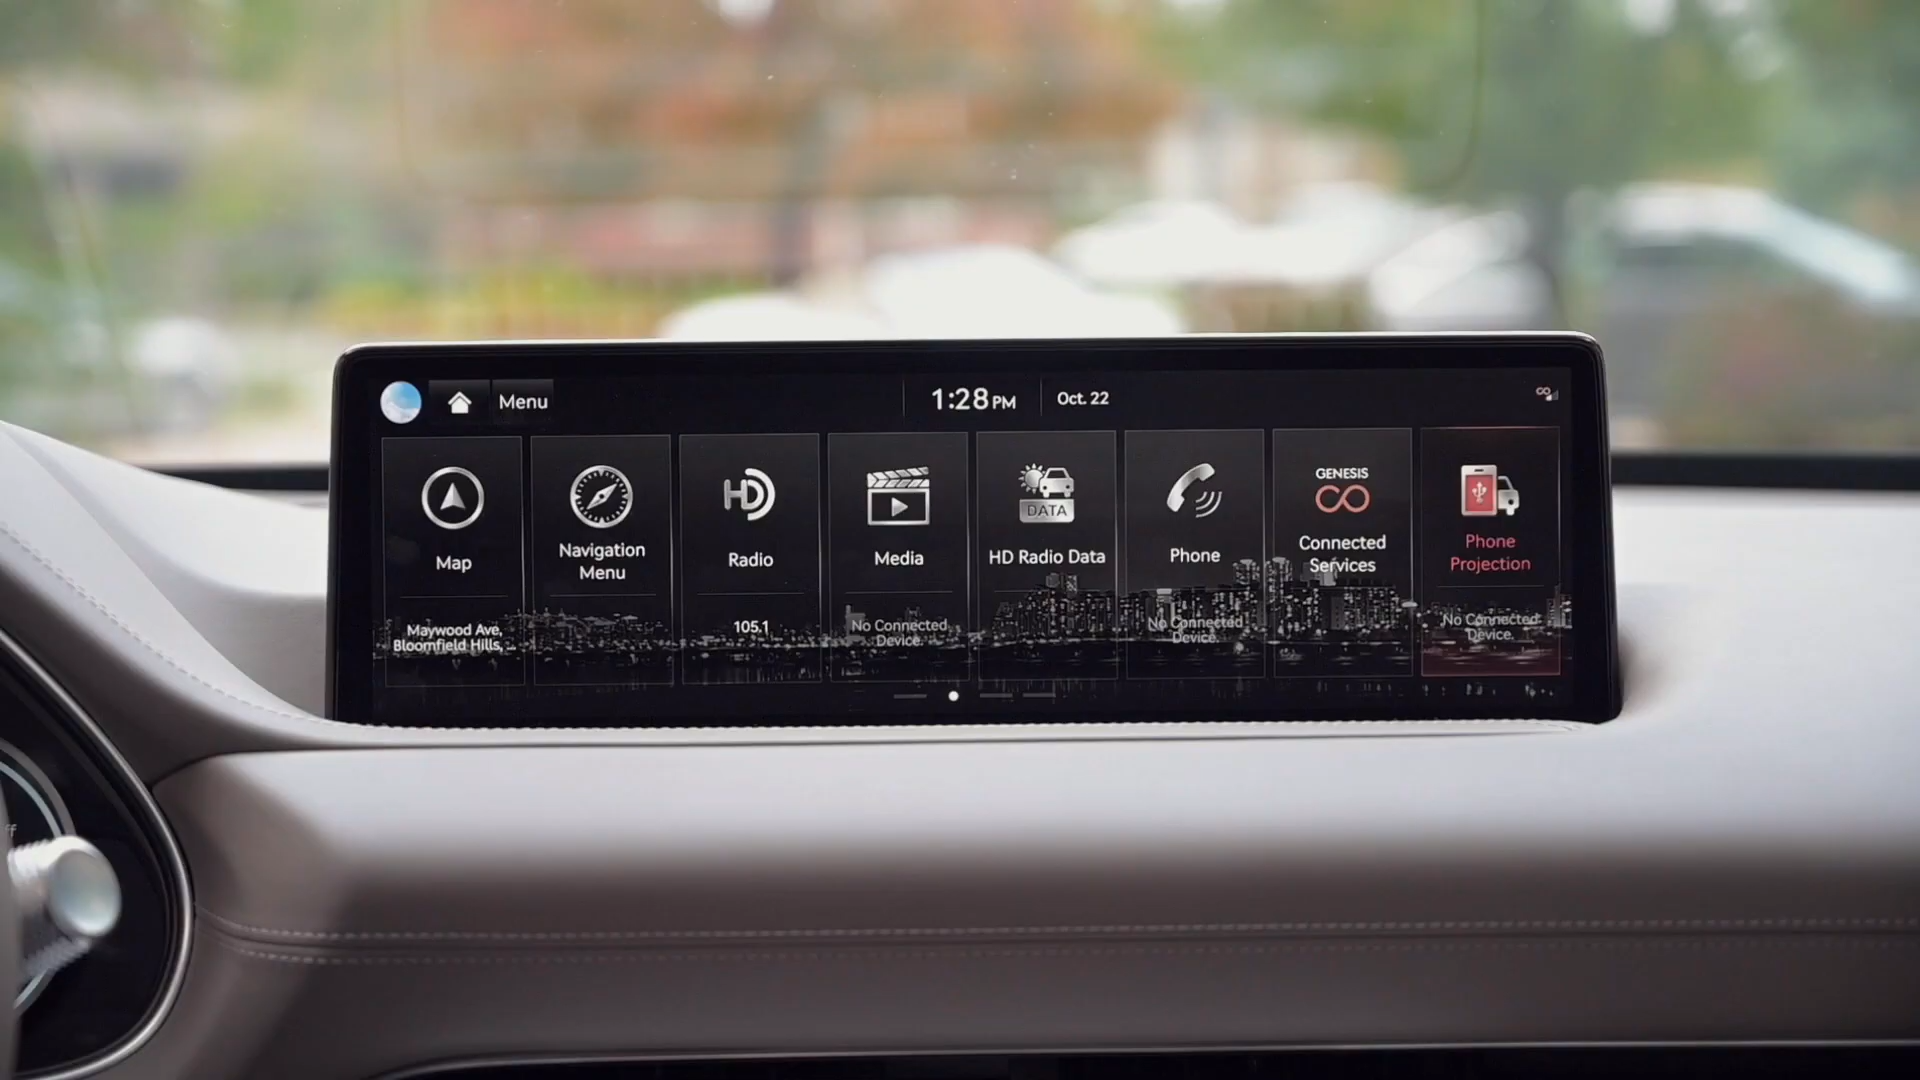 Menu
1:28 PM
Oct. 22
Map
Maywood Ave,
Bloomfield Hills, ...
Navigation
Menu
HD
Radio
105.1
Media
No Connected
Device.
DATA
HD Radio Data
Phone
No Connected
Device.
GENESIS
Connected
Services
Phone
Projection
No Connected
Device.